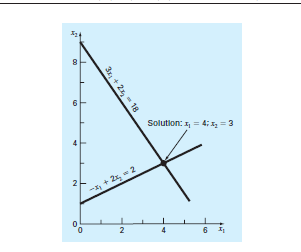 x₂
8
3x₁ + 2x₂ = 18
6
Solution: x₁ = 4; x₂ = 3
4
−x₁ + 2x₂ = 2
2
0
0 2 4 6 x₁